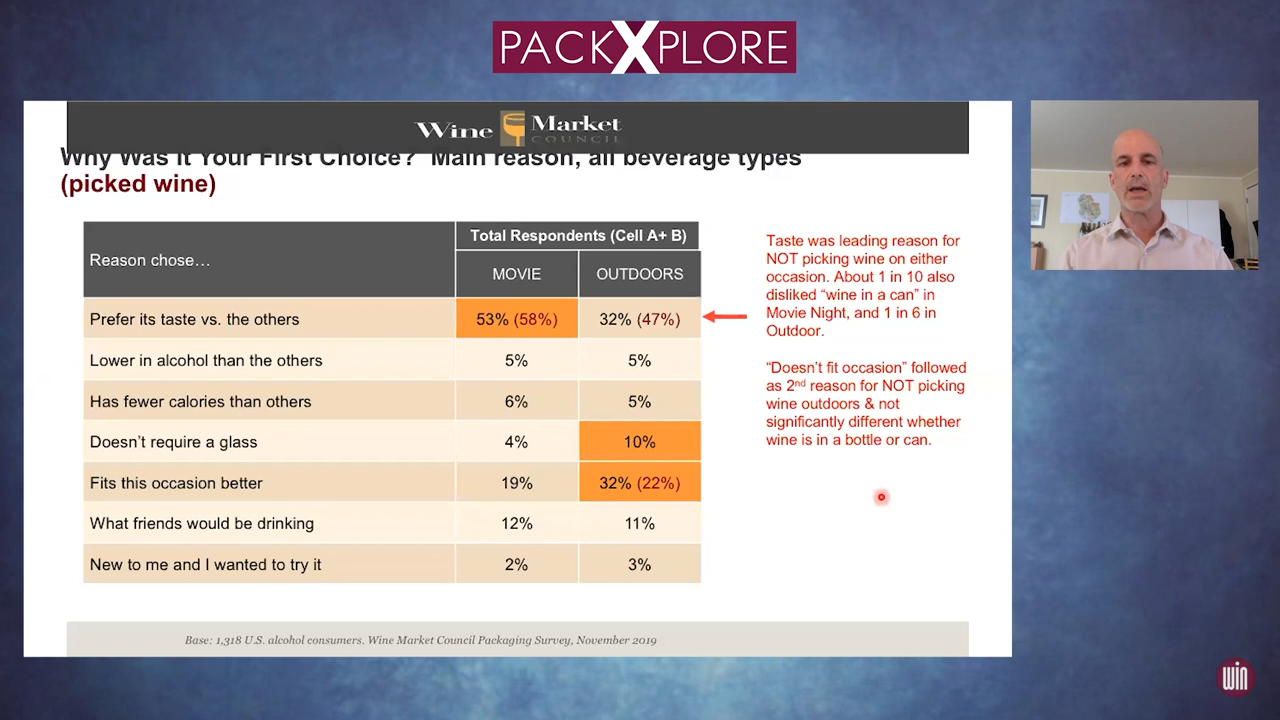 PACKXPLORE
Wine Market
COUNCIL
Why Was it Your First Choice? Main reason, all beverage types
(picked wine)
Reason chose…
Total Respondents (Cell A+ B)
MOVIE
OUTDOORS
Prefer its taste vs. the others 53% (58%) 32% (47%)
Lower in alcohol than the others 5% 5%
Has fewer calories than others 6% 5%
Doesn't require a glass 4% 10%
Fits this occasion better 19% 32% (22%)
What friends would be drinking 12% 11%
New to me and I wanted to try it 2% 3%
Taste was leading reason for
NOT picking wine on either
occasion. About 1 in 10 also
disliked “wine in a can” in
Movie Night, and 1 in 6 in
Outdoor.
“Doesn’t fit occasion” followed
as 2nd reason for NOT picking
wine outdoors & not
significantly different whether
wine is in a bottle or can.
Base: 1,318 U.S. alcohol consumers. Wine Market Council Packaging Survey, November 2019
win